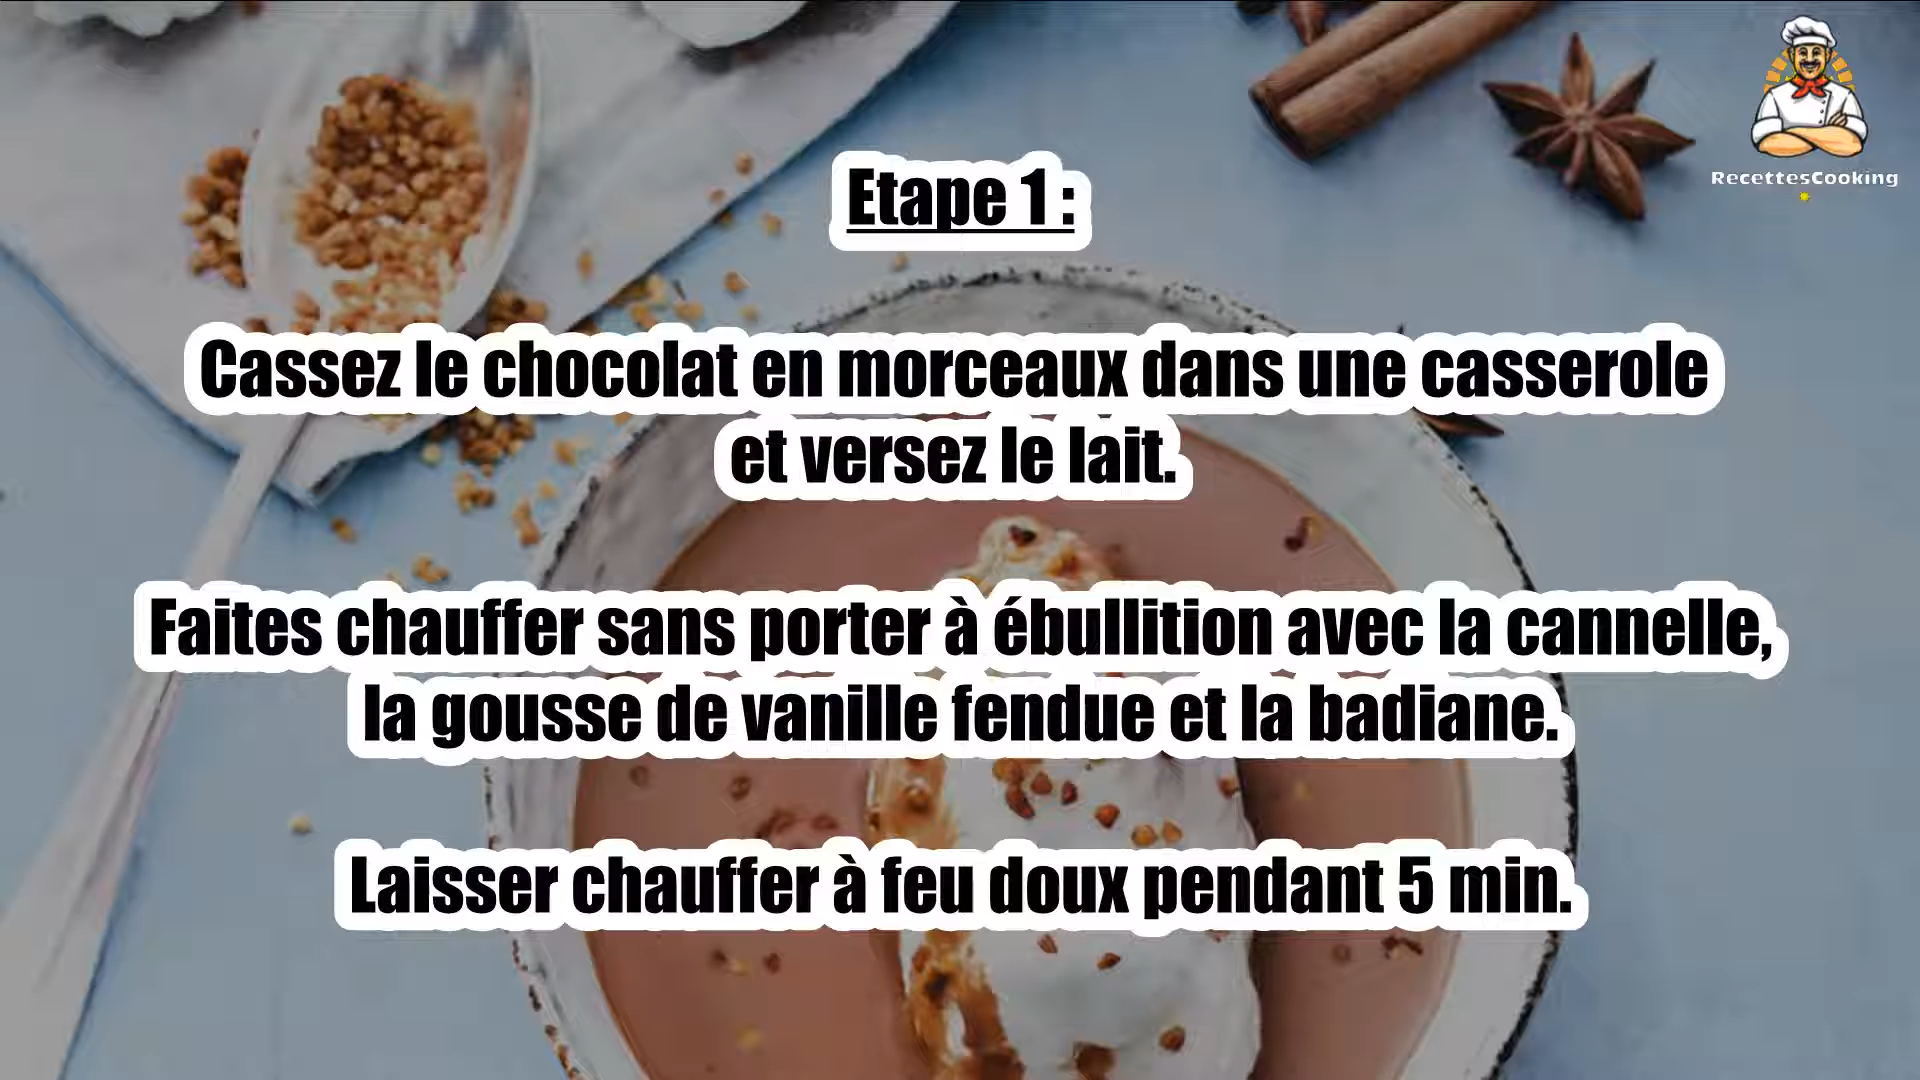 RecettesCooking
Etape 1 :
Cassez le chocolat en morceaux dans une casserole
et versez le lait.
Faites chauffer sans porter à ébullition avec la cannelle,
la gousse de vanille fendue et la badiane.
Laisser chauffer à feu doux pendant 5 min.